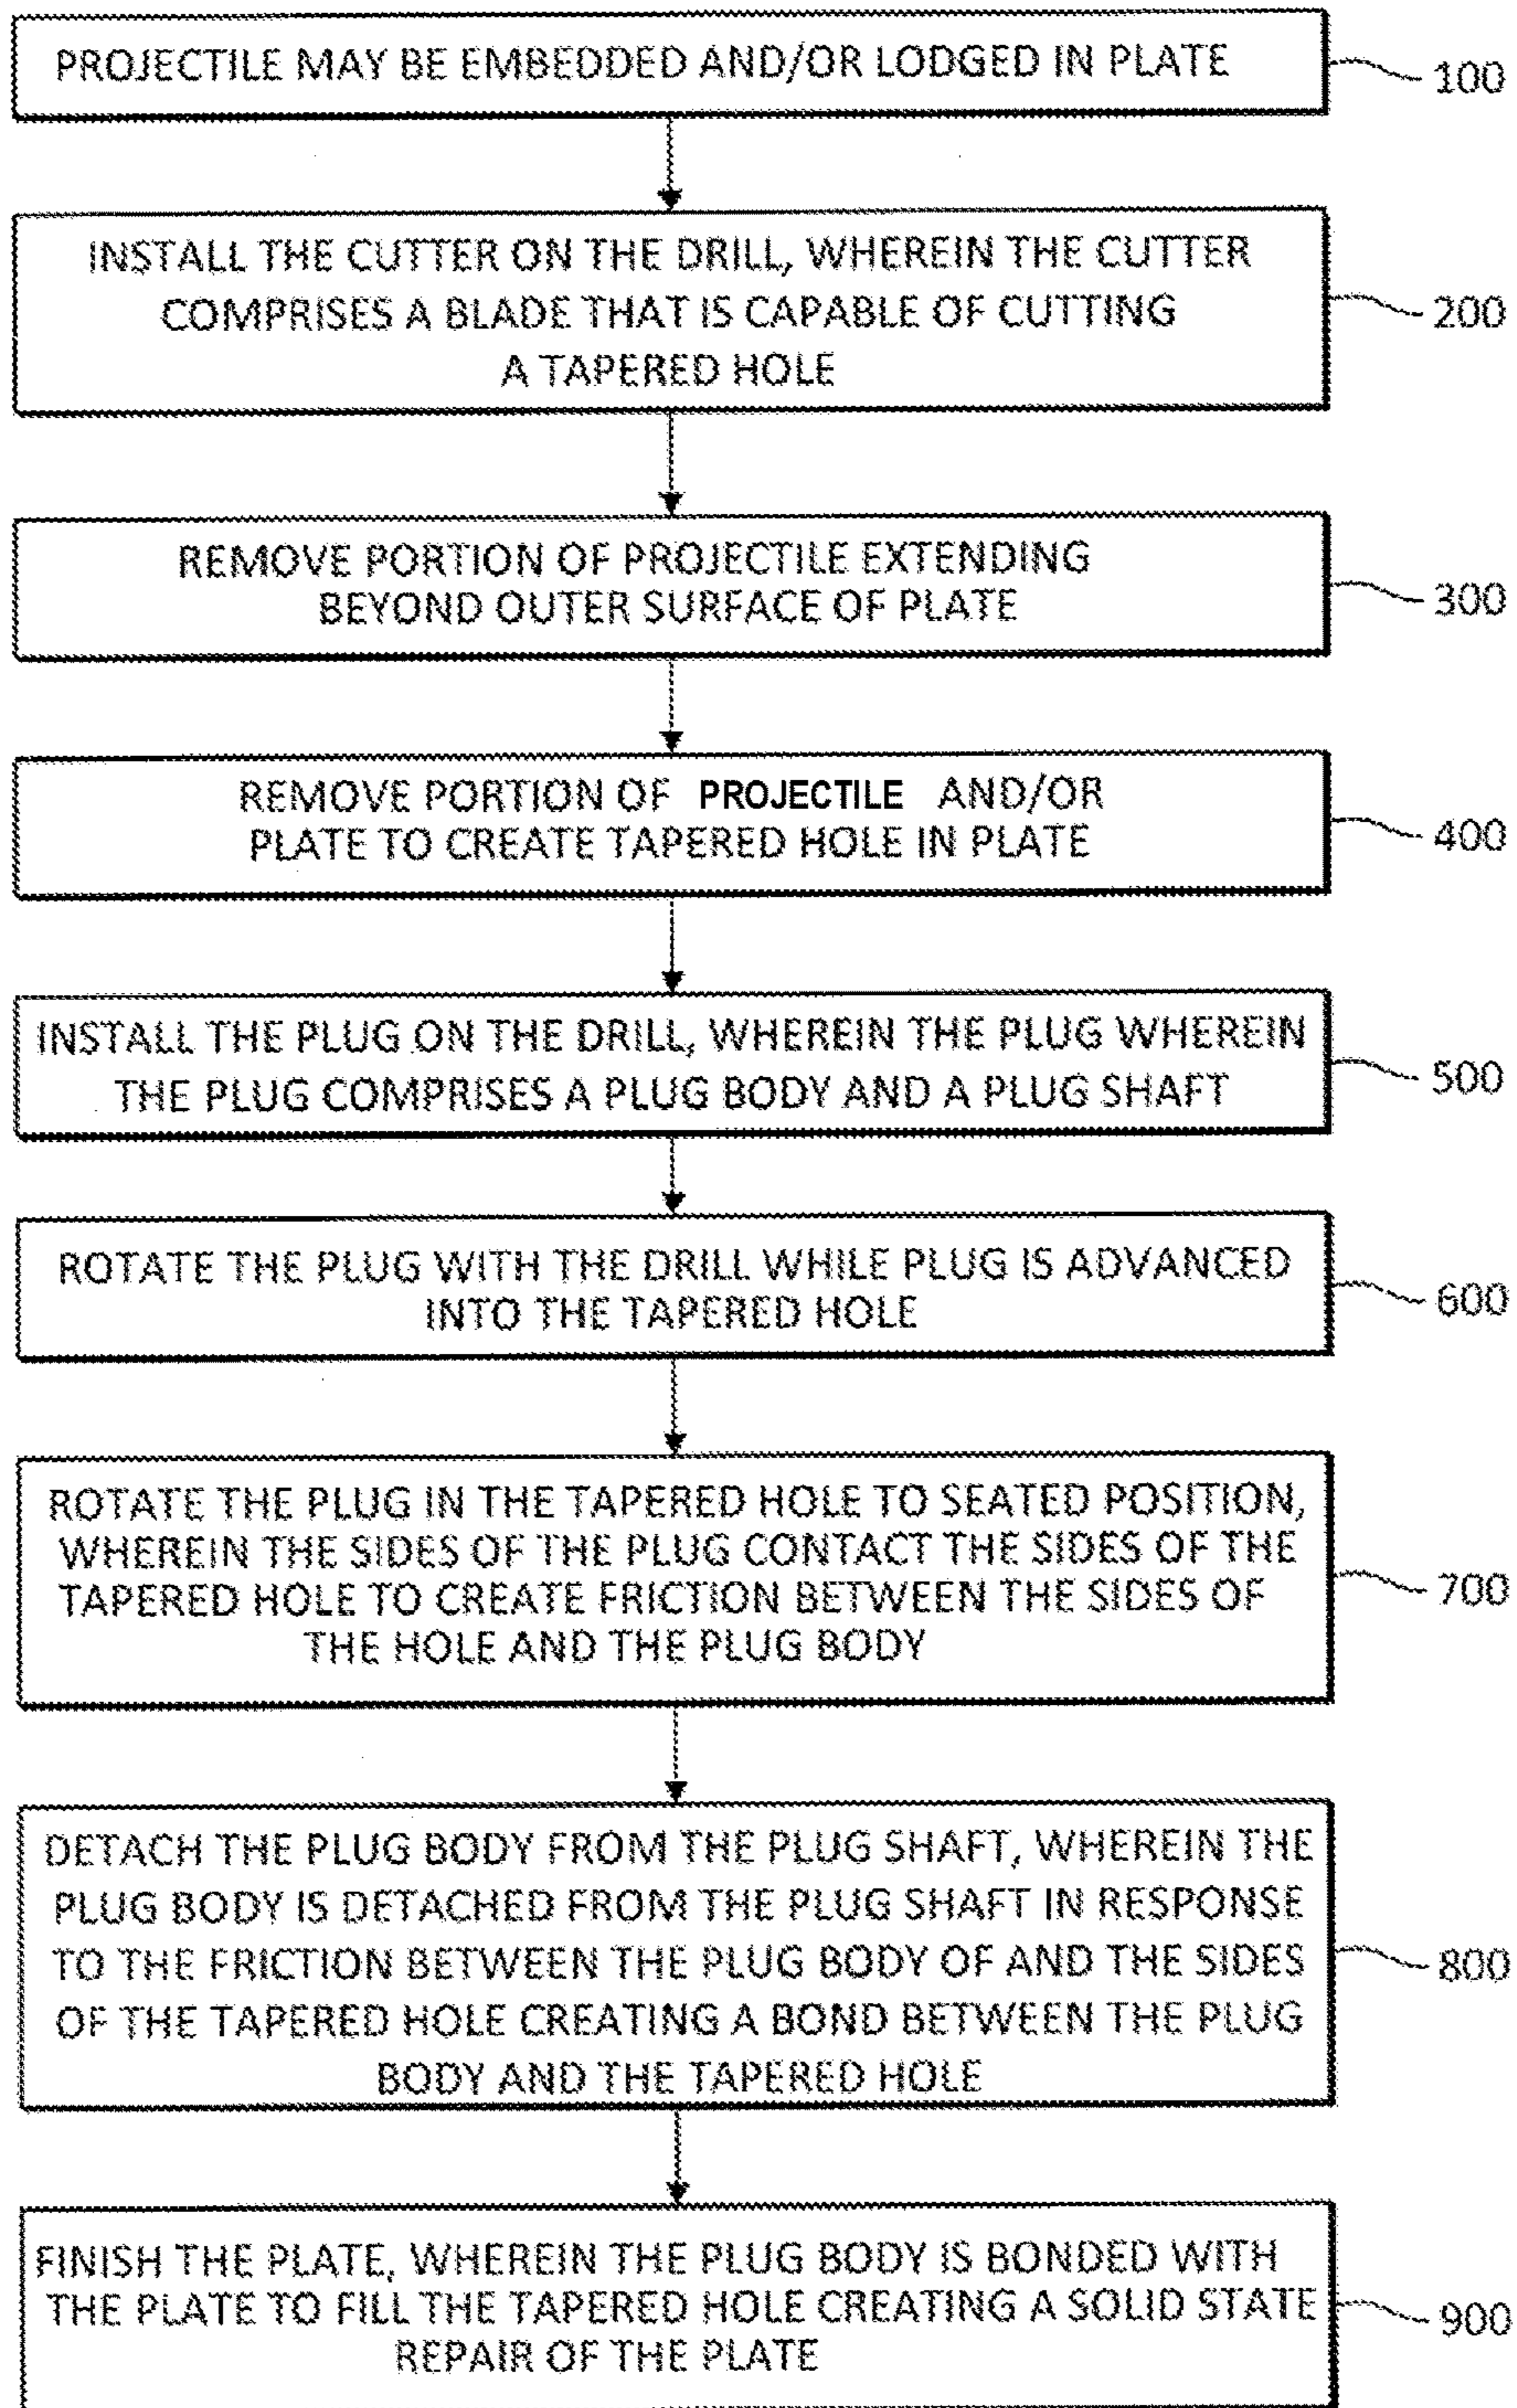 PROJECTILE MAY BE EMBEDDED AND/OR LODGED IN PLATE
100
INSTALL THE CUTTER ON THE DRILL, WHEREIN THE CUTTER
COMPRISES A BLADE THAT IS CAPABLE OF CUTTING
A TAPERED HOLE
200
REMOVE PORTION OF PROJECTILE EXTENDING
BEYOND OUTER SURFACE OF PLATE
300
REMOVE PORTION OF PROJECTILE AND/OR
PLATE TO CREATE TAPERED HOLE IN PLATE
400
INSTALL THE PLUG ON THE DRILL, WHEREIN THE PLUG WHEREIN
THE PLUG COMPRISES A PLUG BODY AND A PLUG SHAFT
500
ROTATE THE PLUG WITH THE DRILL WHILE PLUG IS ADVANCED
INTO THE TAPERED HOLE
600
ROTATE THE PLUG IN THE TAPERED HOLE TO SEATED POSITION,
WHEREIN THE SIDES OF THE PLUG CONTACT THE SIDES OF THE
TAPERED HOLE TO CREATE FRICTION BETWEEN THE SIDES OF
THE HOLE AND THE PLUG BODY
700
DETACH THE PLUG BODY FROM THE PLUG SHAFT, WHEREIN THE
PLUG BODY IS DETACHED FROM THE PLUG SHAFT IN RESPONSE
TO THE FRICTION BETWEEN THE PLUG BODY OF AND THE SIDES
OF THE TAPERED HOLE CREATING A BOND BETWEEN THE PLUG
BODY AND THE TAPERED HOLE
800
FINISH THE PLATE, WHEREIN THE PLUG BODY IS BONDED WITH
THE PLATE TO FILL THE TAPERED HOLE CREATING A SOLID STATE
REPAIR OF THE PLATE
900